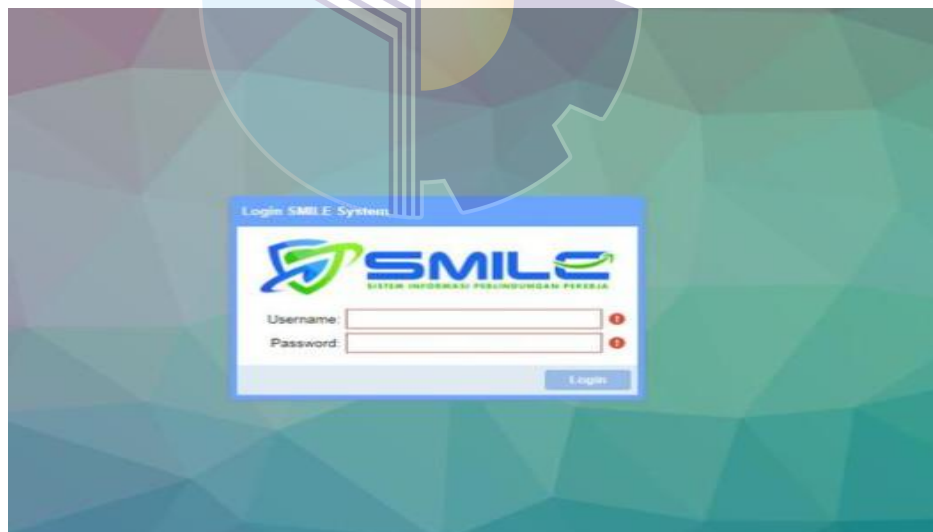 Login SMILE System
SMILE
SISTEM INFORMASI PERLINDUNGAN PEKERJA
Username:
Password:
Login